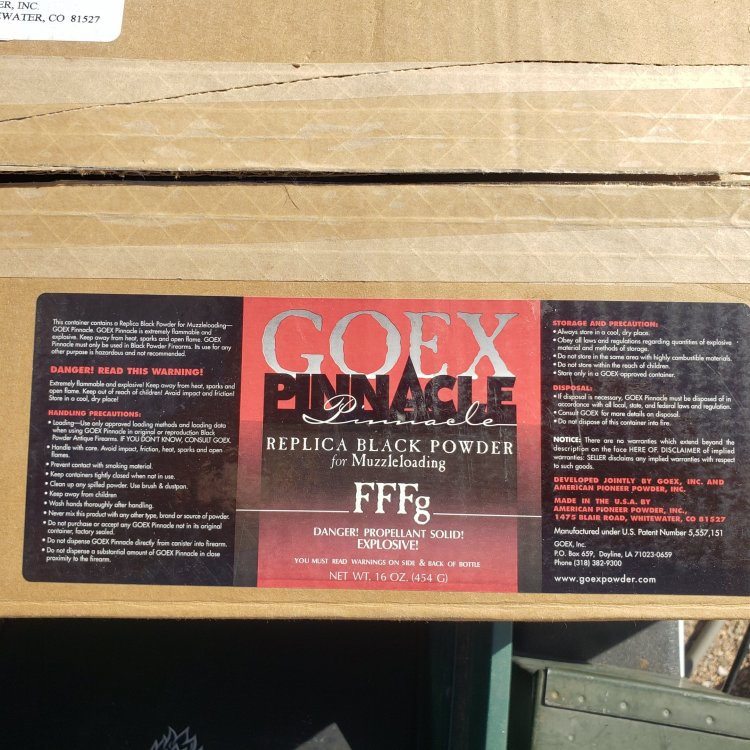 ER, INC
EWATER, CO 81527
This container contains a Replica Black Powder for Muzzleloading—
GOEX Pinnacle. GOEX Pinnacle is extremely flammable and
explosive. Keep away from heat, sparks and open flame. GOEX
Pinnacle must only be used in Black Powder Firearms. Its use for any
other purpose is hazardous and not recommended.
DANGER! READ THIS WARNING!
Extremely flammable and explosive! Keep away from heat, sparks and
open flame. Keep out of reach of children! Avoid impact and friction!
Store in a cool, dry place!
HANDLING PRECAUTIONS:
• Loading—Use only approved loading methods and loading data
when using GOEX Pinnacle in original or reproduction Black
Powder Antique Firearms. IF YOU DON'T KNOW, CONSULT GOEX.
• Handle with care. Avoid impact, friction, heat, sparks and open
flames.
• Prevent contact with smoking material.
• Keep containers tightly closed when not in use.
• Clean up any spilled powder. Use brush & dustpan.
• Keep away from children
• Wash hands thoroughly after handling.
• Never mix this product with any other type, brand or source of powder.
• Do not purchase or accept any GOEX Pinnacle not in its original
container, factory sealed.
• Do not dispense GOEX Pinnacle directly from canister into firearm.
• Do not dispense a substantial amount of GOEX Pinnacle in close
proximity to the firearm.
GOEX
PINNACLE
Pinnacle
REPLICA BLACK POWDER
for Muzzleloading
FFFg
DANGER! PROPELLANT SOLID!
EXPLOSIVE!
YOU MUST READ WARNINGS ON SIDE & BACK OF BOTTLE
NET WT. 16 OZ. (454 G)
STORAGE AND PRECAUTION:
• Always store in a cool, dry place.
• Obey all laws and regulations regarding quantities of explosive
material and methods of storage.
• Do not store in the same area with highly combustible materials.
• Do not store within the reach of children.
• Store only in a GOEX-approved container.
DISPOSAL:
• If disposal is necessary, GOEX Pinnacle must be disposed of in
accordance with all local, state, and federal laws and regulation.
• Consult GOEX for more details on disposal.
• Do not dispose of this container into fire.
NOTICE: There are no warranties which extend beyond the
description on the face HERE OF. DISCLAIMER of implied
warranties: SELLER disclaims any implied warranties with respect
to such goods.
DEVELOPED JOINTLY BY GOEX, INC. AND
AMERICAN PIONEER POWDER, INC.
MADE IN THE U.S.A. BY
AMERICAN PIONEER POWDER, INC.,
1475 BLAIR ROAD, WHITEWATER, CO 81527
Manufactured under U.S. Patent Number 5,557,151
GOEX, Inc.
P.O. Box 659, Doyline, LA 71023-0659
Phone (318) 382-9300
www.goexpowder.com